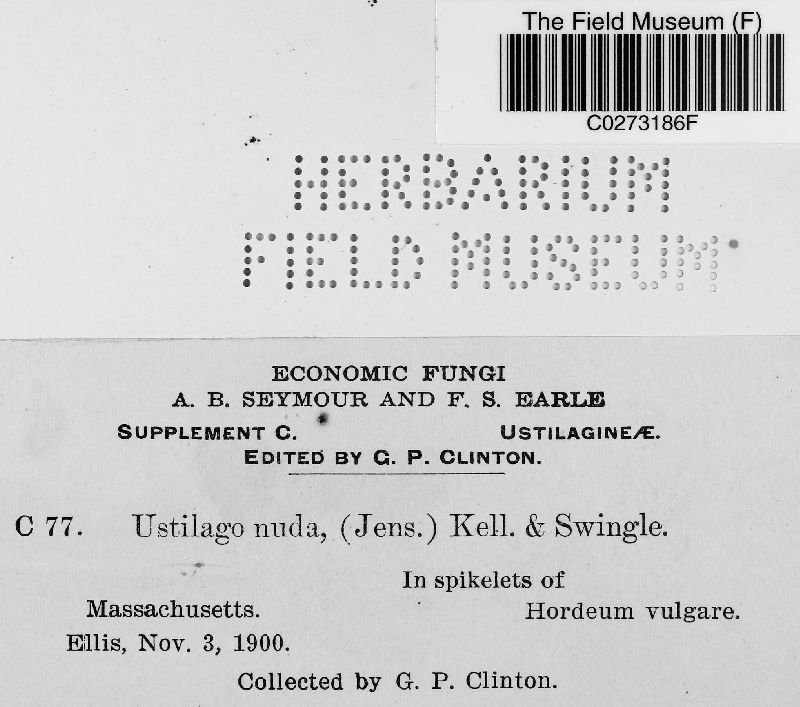 The Field Museum (F)
C0273186F
HERBARIUM
FIELD MUSEUM
ECONOMIC FUNGI
A. B. SEYMOUR AND F. S. EARLE
SUPPLEMENT C. USTILAGINEÆ.
EDITED BY G. P. CLINTON.
C 77. Ustilago nuda, (Jens.) Kell. & Swingle.
In spikelets of
Massachusetts. Hordeum vulgare.
Ellis, Nov. 3, 1900.
Collected by G. P. Clinton.